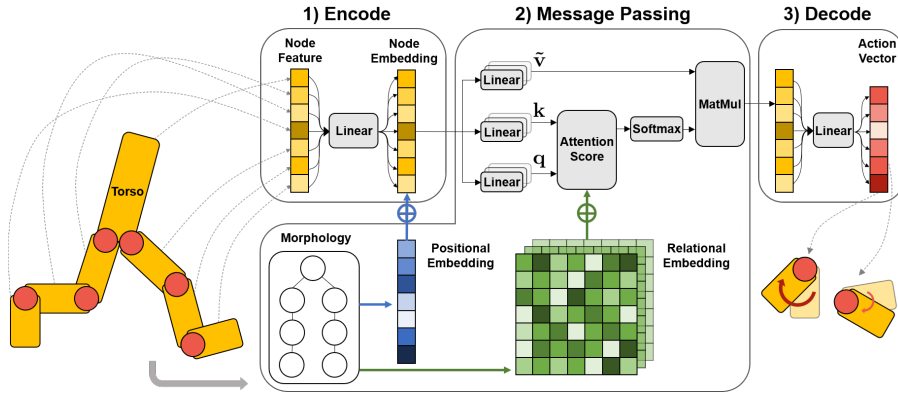 1) Encode
2) Message Passing
3) Decode
Node
Feature
Node
Embedding
Linear
Linear
ṽ
Linear
k
Linear
q
Attention
Score
Softmax
MatMul
Action
Vector
Linear
Torso
Morphology
Positional
Embedding
Relational
Embedding